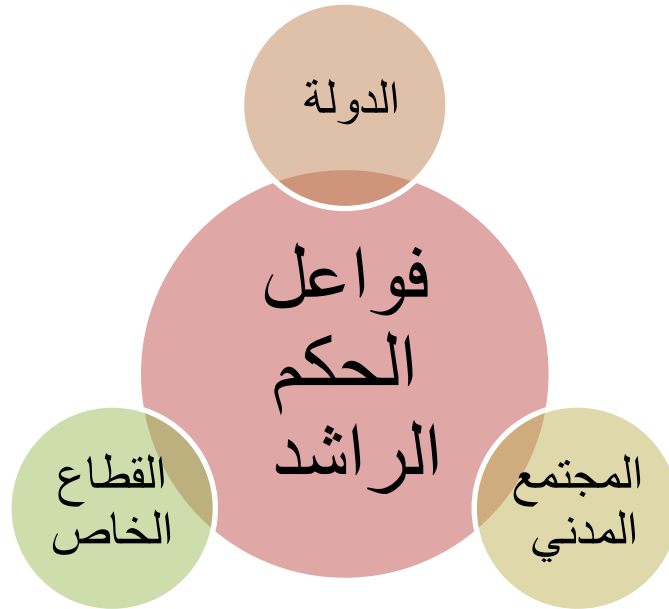 الدولة
فواعل
الحكم
الراشد
المجتمع
المدني
القطاع
الخاص